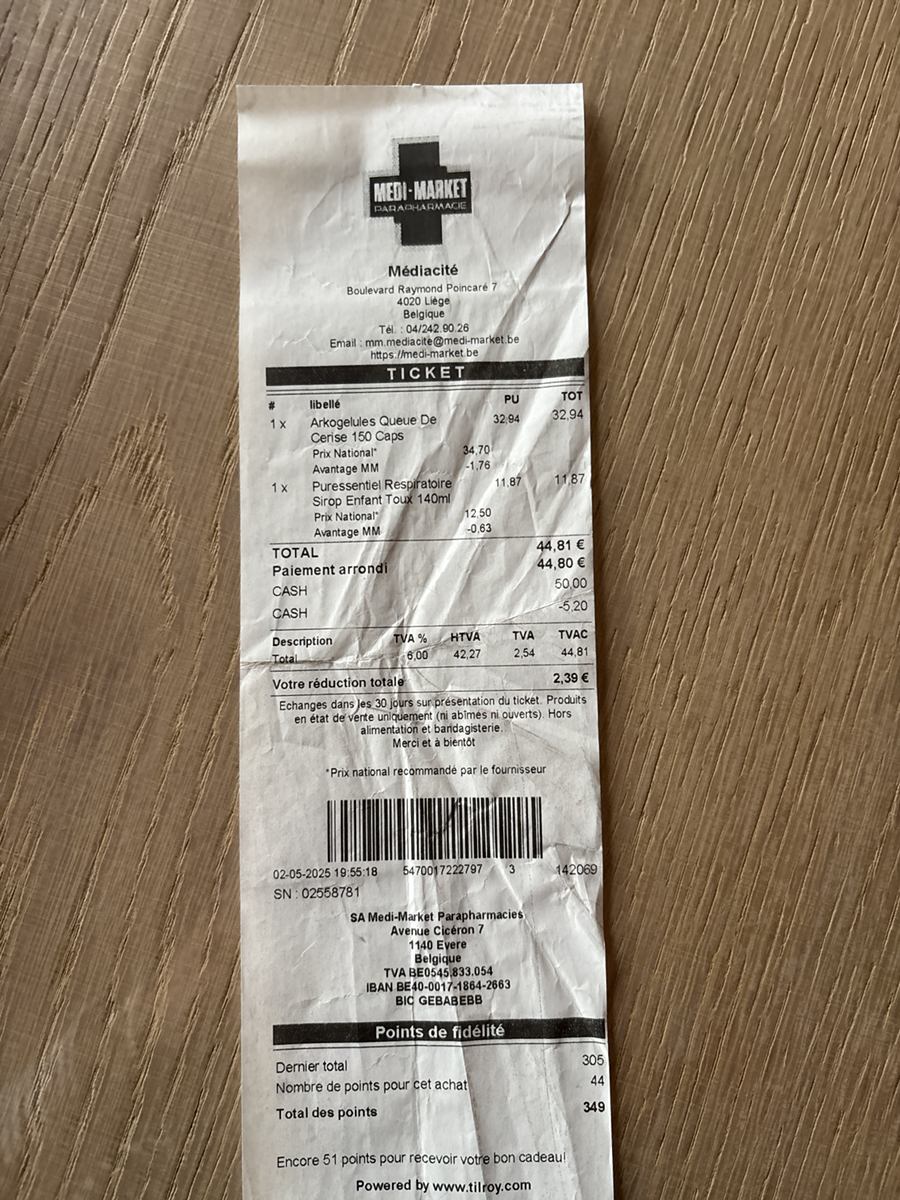 MEDI-MARKET
PARAPHARMACIE
Médiacité
Boulevard Raymond Poincaré 7
4020 Liège
Belgique
Tél. : 04/242.90.26
Email : mm.mediacite@medi-market.be
https://medi-market.be
TICKET
# libellé PU TOT
1 x Arkogelules Queue De 32,94 32,94
Cerise 150 Caps
Prix National* 34,70
Avantage MM -1,76
1 x Puressentiel Respiratoire 11,87 11,87
Sirop Enfant Toux 140ml
Prix National* 12,50
Avantage MM -0,63
TOTAL 44,81 €
Paiement arrondi 44,80 €
CASH 50,00
CASH -5,20
Description TVA % HTVA TVA TVAC
Total 6,00 42,27 2,54 44,81
Votre réduction totale 2,39 €
Echanges dans les 30 jours sur présentation du ticket. Produits
en état de vente uniquement (ni abîmés ni ouverts). Hors
alimentation et bandagisterie.
Merci et à bientôt
*Prix national recommandé par le fournisseur
02-05-2025 19:55:18 5470017222797 3 142069
SN : 02558781
SA Medi-Market Parapharmacies
Avenue Cicéron 7
1140 Evere
Belgique
TVA BE0545.833.054
IBAN BE40-0017-1864-2663
BIC GEBABEBB
Points de fidélité
Dernier total 305
Nombre de points pour cet achat 44
Total des points 349
Encore 51 points pour recevoir votre bon cadeau!
Powered by www.tilroy.com